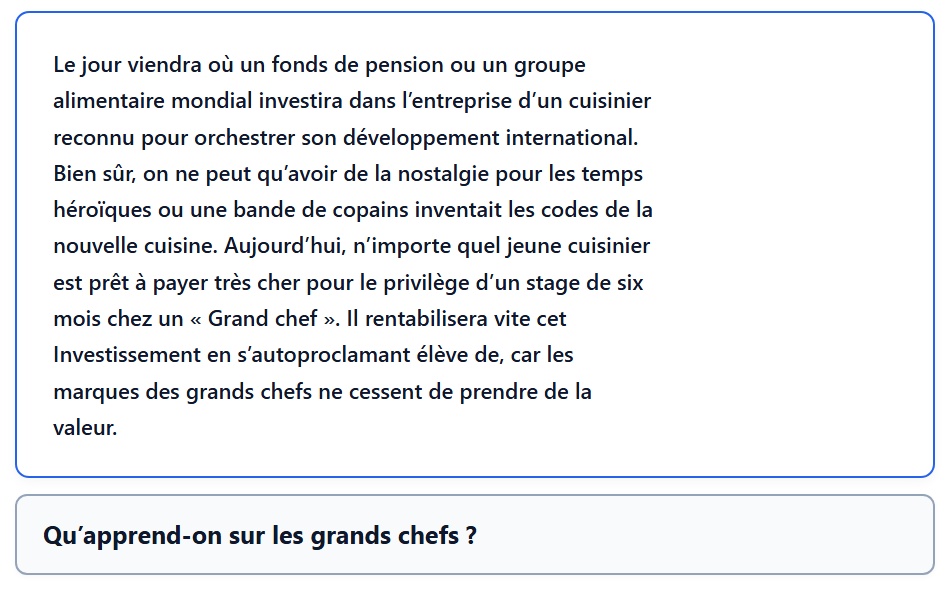 Le jour viendra où un fonds de pension ou un groupe
alimentaire mondial investira dans l’entreprise d’un cuisinier
reconnu pour orchestrer son développement international.
Bien sûr, on ne peut qu’avoir de la nostalgie pour les temps
héroïques ou une bande de copains inventait les codes de la
nouvelle cuisine. Aujourd’hui, n’importe quel jeune cuisinier
est prêt à payer très cher pour le privilège d’un stage de six
mois chez un « Grand chef ». Il rentabilisera vite cet
Investissement en s’autoproclamant élève de, car les
marques des grands chefs ne cessent de prendre de la
valeur.
Qu’apprend-on sur les grands chefs ?